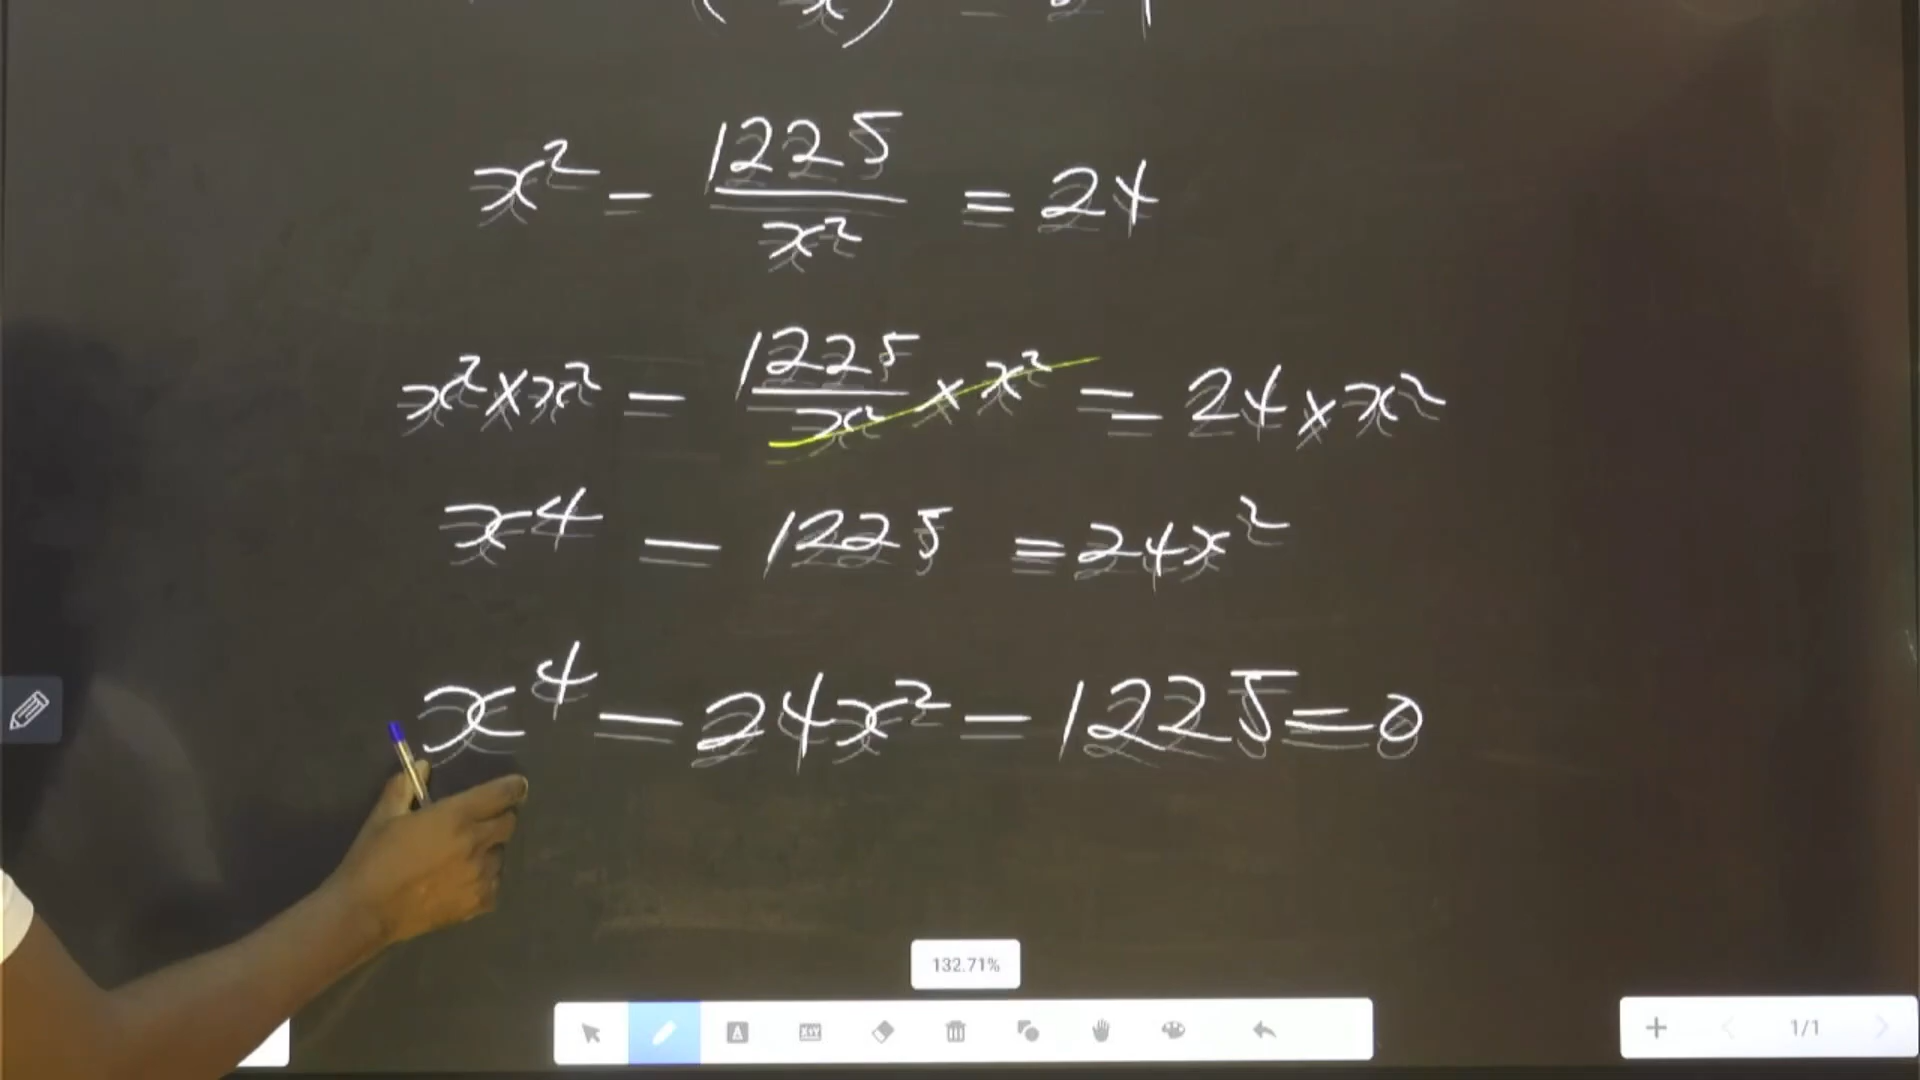 x² - 1225/x² = 24
x² × x² - 1225/x² × x² = 24 × x²
x⁴ - 1225 = 24x²
x⁴ - 24x² - 1225 = 0
132.71%
1/1